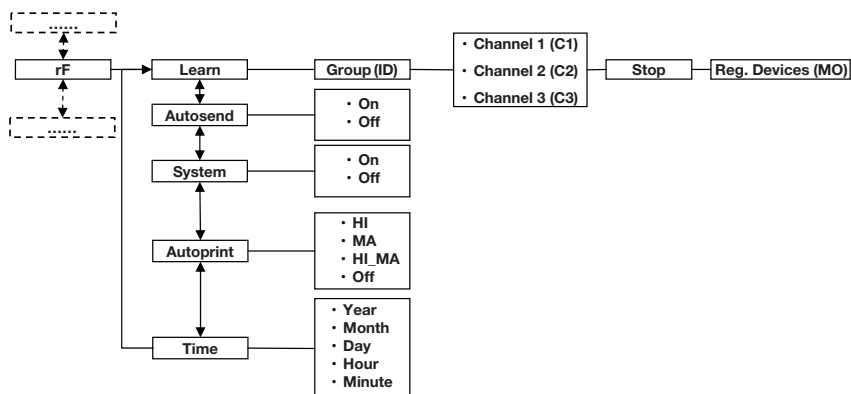 ......
rF
......
Learn
Group (ID)
• Channel 1 (C1)
• Channel 2 (C2)
• Channel 3 (C3)
Stop
Reg. Devices (MO)
Autosend
• On
• Off
System
• On
• Off
Autoprint
• HI
• MA
• HI_MA
• Off
Time
• Year
• Month
• Day
• Hour
• Minute